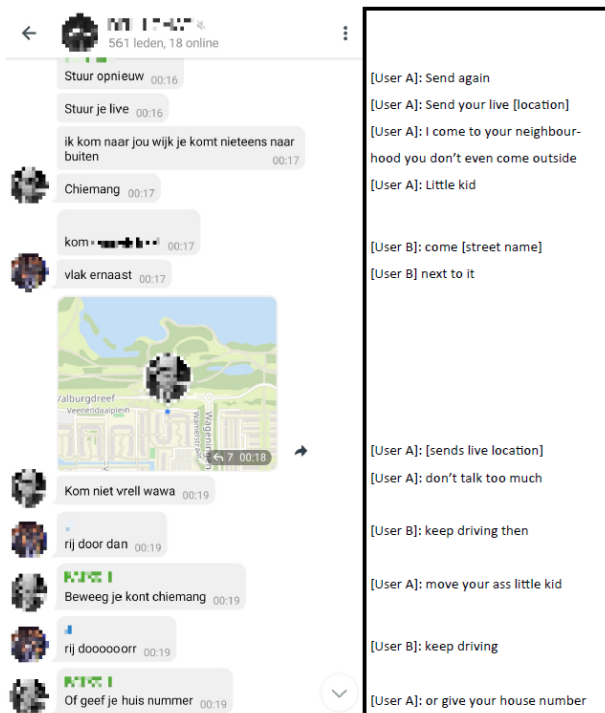 561 leden, 18 online
Stuur opnieuw 00:16
[User A]: Send again
Stuur je live 00:16
[User A]: Send your live [location]
ik kom naar jou wijk je komt nieteens naar
buiten 00:17
[User A]: I come to your neighbour-
hood you don't even come outside
Chiemang 00:17
[User A]: Little kid
kom 00:17
[User B]: come [street name]
vlak ernaast 00:17
[User B] next to it
Walburgdreef
Veenendaalplein
7 00:18
[User A]: [sends live location]
Kom niet vrell wawa 00:19
[User A]: don't talk too much
rij door dan 00:19
[User B]: keep driving then
Beweeg je kont chiemang 00:19
[User A]: move your ass little kid
rij doooooorr 00:19
[User B]: keep driving
Of geef je huis nummer 00:19
[User A]: or give your house number